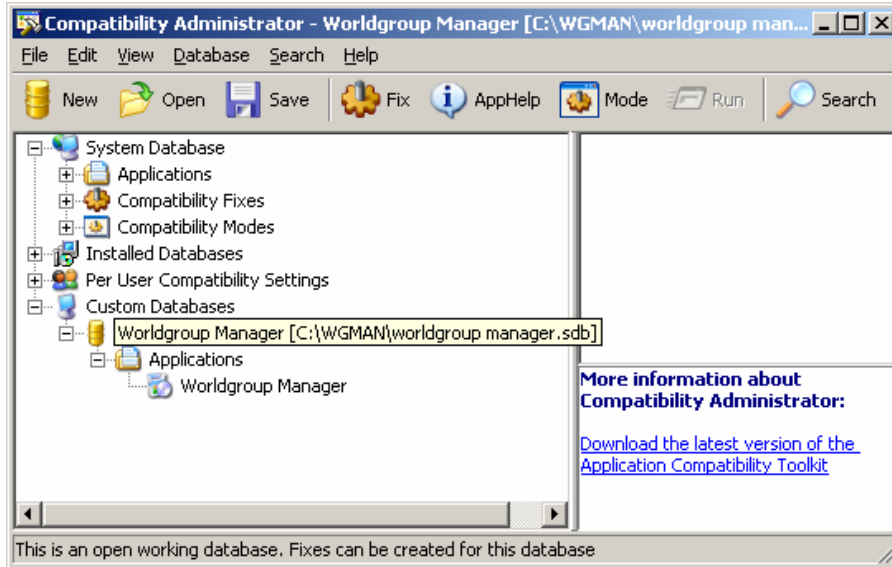 Compatibility Administrator - Worldgroup Manager [C:\WGMAN\worldgroup man...
File Edit View Database Search Help
New Open Save Fix AppHelp Mode Run Search
System Database
Applications
Compatibility Fixes
Compatibility Modes
Installed Databases
Per User Compatibility Settings
Custom Databases
Worldgroup Manager [C:\WGMAN\worldgroup manager.sdb]
Applications
Worldgroup Manager
More information about
Compatibility Administrator:
Download the latest version of the
Application Compatibility Toolkit
This is an open working database. Fixes can be created for this database